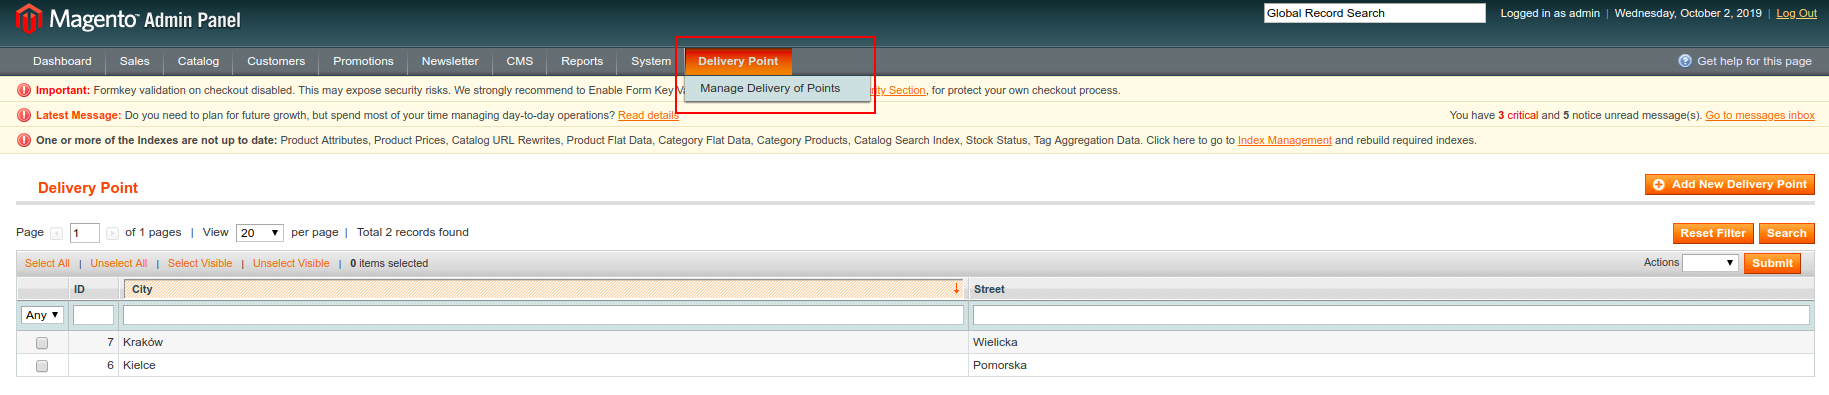 Magento Admin Panel
Global Record Search
Logged in as admin | Wednesday, October 2, 2019 | Log Out
Dashboard Sales Catalog Customers Promotions Newsletter CMS Reports System Delivery Point Get help for this page
Manage Delivery of Points
Important: Formkey validation on checkout disabled. This may expose security risks. We strongly recommend to Enable Form Key Section, for protect your own checkout process.
Latest Message: Do you need to plan for future growth, but spend most of your time managing day-to-day operations? Read details You have 3 critical and 5 notice unread message(s). Go to messages inbox
One or more of the Indexes are not up to date: Product Attributes, Product Prices, Catalog URL Rewrites, Product Flat Data, Category Flat Data, Category Products, Catalog Search Index, Stock Status, Tag Aggregation Data. Click here to go to Index Management and rebuild required indexes.
Delivery Point
Add New Delivery Point
Page 1 of 1 pages | View 20 per page | Total 2 records found
Reset Filter Search
Select All | Unselect All | Select Visible | Unselect Visible | 0 items selected
Actions Submit
ID City Street
Any
7 Kraków Wielicka
6 Kielce Pomorska